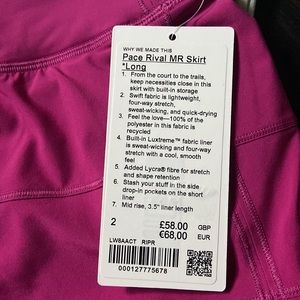 WHY WE MADE THIS
Pace Rival MR Skirt
*Long
1. From the court to the trails,
keep necessities close in this
skirt with built-in storage
2. Swift fabric is lightweight,
four-way stretch,
sweat-wicking, and quick-drying
3. Feel the love—100% of the
polyester in this fabric is
recycled
4. Built-in Luxtreme™ fabric liner
is sweat-wicking and four-way
stretch with a cool, smooth
feel
5. Added Lycra® fibre for stretch
and shape retention
6. Stash your stuff in the side
drop-in pockets on the short
liner
7. Mid rise, 3.5" liner length
2 £58.00 GBP
€68,00 EUR
LW8AACT RIPR
000127775678